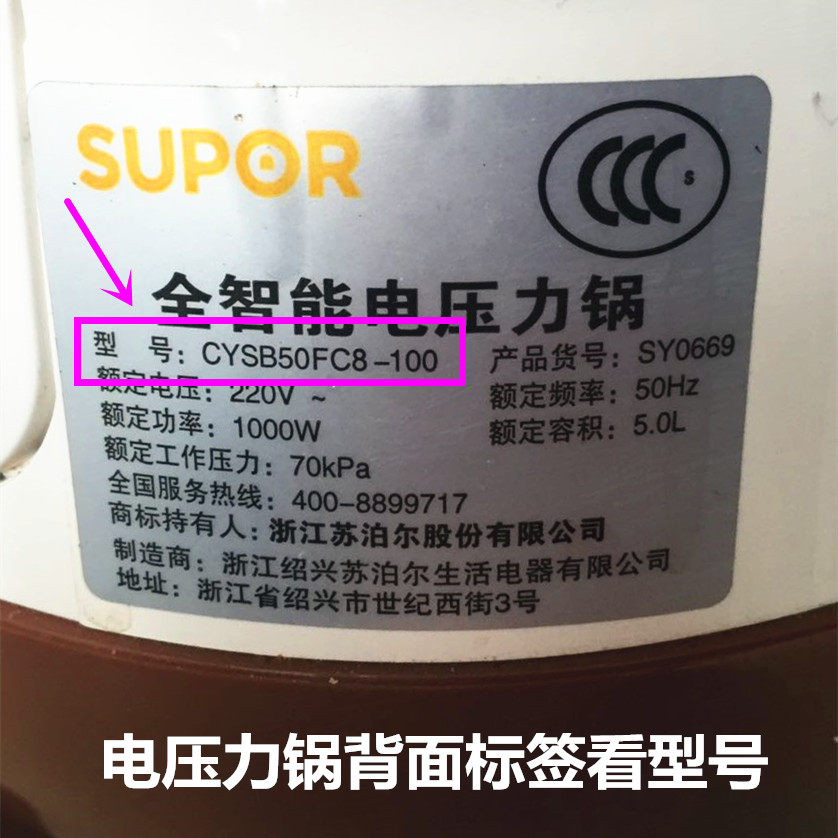 SUPOR
CCC S
全智能电压力锅
型 号：CYSB50FC8-100 产品货号：SY0669
额定电压：220V ~ 额定频率：50Hz
额定功率：1000W 额定容积：5.0L
额定工作压力：70kPa
全国服务热线：400-8899717
商标持有人：浙江苏泊尔股份有限公司
制造商：浙江绍兴苏泊尔生活电器有限公司
地址：浙江省绍兴市世纪西街3号
电压力锅背面标签看型号